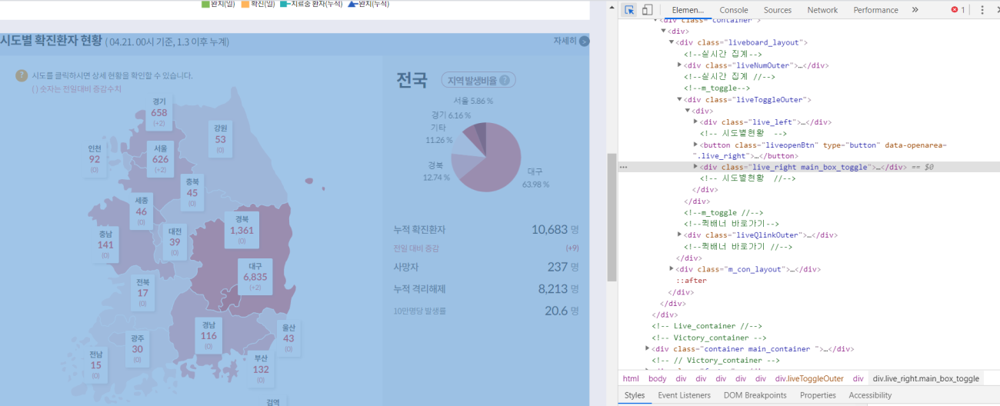 완치(일) 확진(일) 치료중 환자(누적) 완치(누적)
시도별 확진환자 현황 ( 04.21. 00시 기준, 1.3 이후 누계)
자세히 >
? 시도를 클릭하시면 상세 현황을 확인할 수 있습니다.
( ) 숫자는 전일대비 증감수치
경기
658
(+2)
강원
53
(0)
인천
92
(0)
서울
626
(+2)
충북
45
(0)
세종
46
(0)
대전
39
(0)
경북
1,361
(0)
충남
141
(0)
대구
6,835
(+2)
전북
17
(0)
경남
116
(0)
울산
43
(0)
광주
30
(0)
전남
15
(0)
부산
132
(0)
검역
전국
지역 발생비율 ?
서울 5.86 %
경기 6.16 %
기타
11.26 %
경북
12.74 %
대구
63.98 %
누적 확진환자 10,683 명
전일 대비 증감 (+9)
사망자 237 명
누적 격리해제 8,213 명
10만명당 발생률 20.6 명
Elemen... Console Sources Network Performance » 1
<div class="container">
<div>
<div class="liveboard_layout">
<!--실시간 집계-->
<div class="liveNumOuter">…</div>
<!--실시간 집계 //-->
<!--m_toggle-->
<div class="liveToggleOuter">
<div>
<div class="live_left">…</div>
<!-- 시도별현황 -->
<button class="liveopenBtn" type="button" data-openarea=
".live_right">…</button>
... <div class="live_right main_box_toggle">…</div> == $0
<!-- 시도별현황 //-->
</div>
</div>
<!--m_toggle //-->
<!--퀵배너 바로가기-->
<div class="liveQlinkOuter">…</div>
<!--퀵배너 바로가기 //-->
</div>
<div class="m_con_layout">…</div>
::after
</div>
</div>
</div>
<!-- Live_container //-->
<!-- Victory_container -->
<div class="container main_container ">…</div>
<!-- // Victory_container -->
html body div div div div div div.liveToggleOuter div div.live_right.main_box_toggle
Styles Event Listeners DOM Breakpoints Properties Accessibility